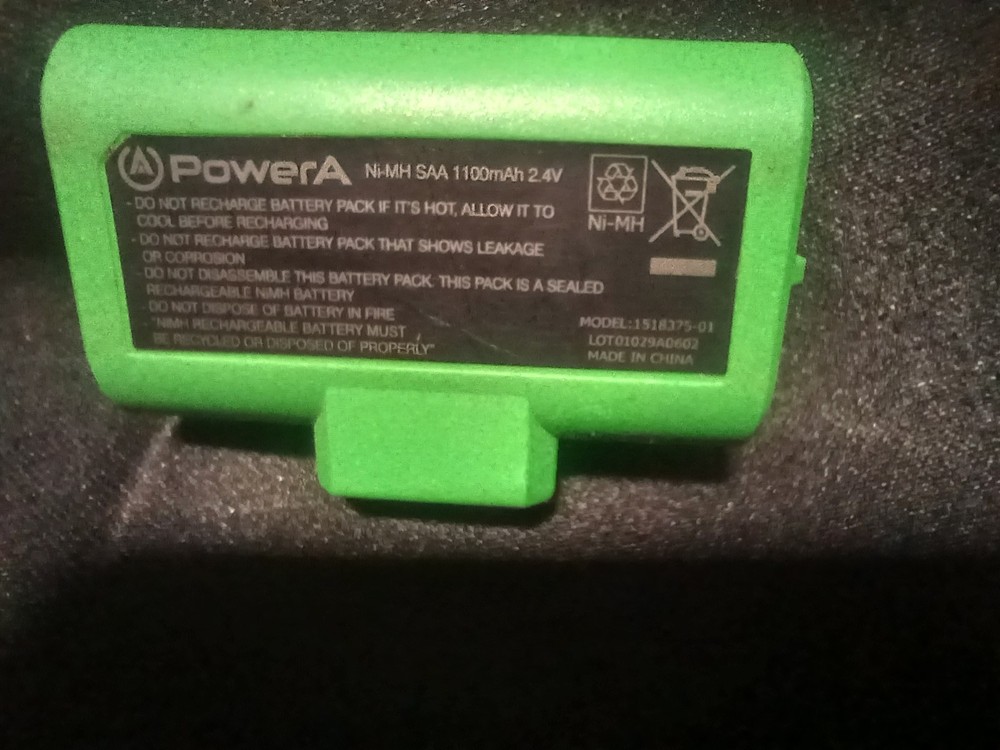 PowerA Ni-MH SAA 1100mAh 2.4V
- DO NOT RECHARGE BATTERY PACK IF IT'S HOT, ALLOW IT TO
COOL BEFORE RECHARGING
- DO NOT RECHARGE BATTERY PACK THAT SHOWS LEAKAGE
OR CORROSION
- DO NOT DISASSEMBLE THIS BATTERY PACK. THIS PACK IS A SEALED
RECHARGEABLE NiMH BATTERY
- DO NOT DISPOSE OF BATTERY IN FIRE
"NiMH RECHARGEABLE BATTERY MUST
BE RECYCLED OR DISPOSED OF PROPERLY"
Ni-MH
MODEL:1518375-01
LOT01029A0602
MADE IN CHINA